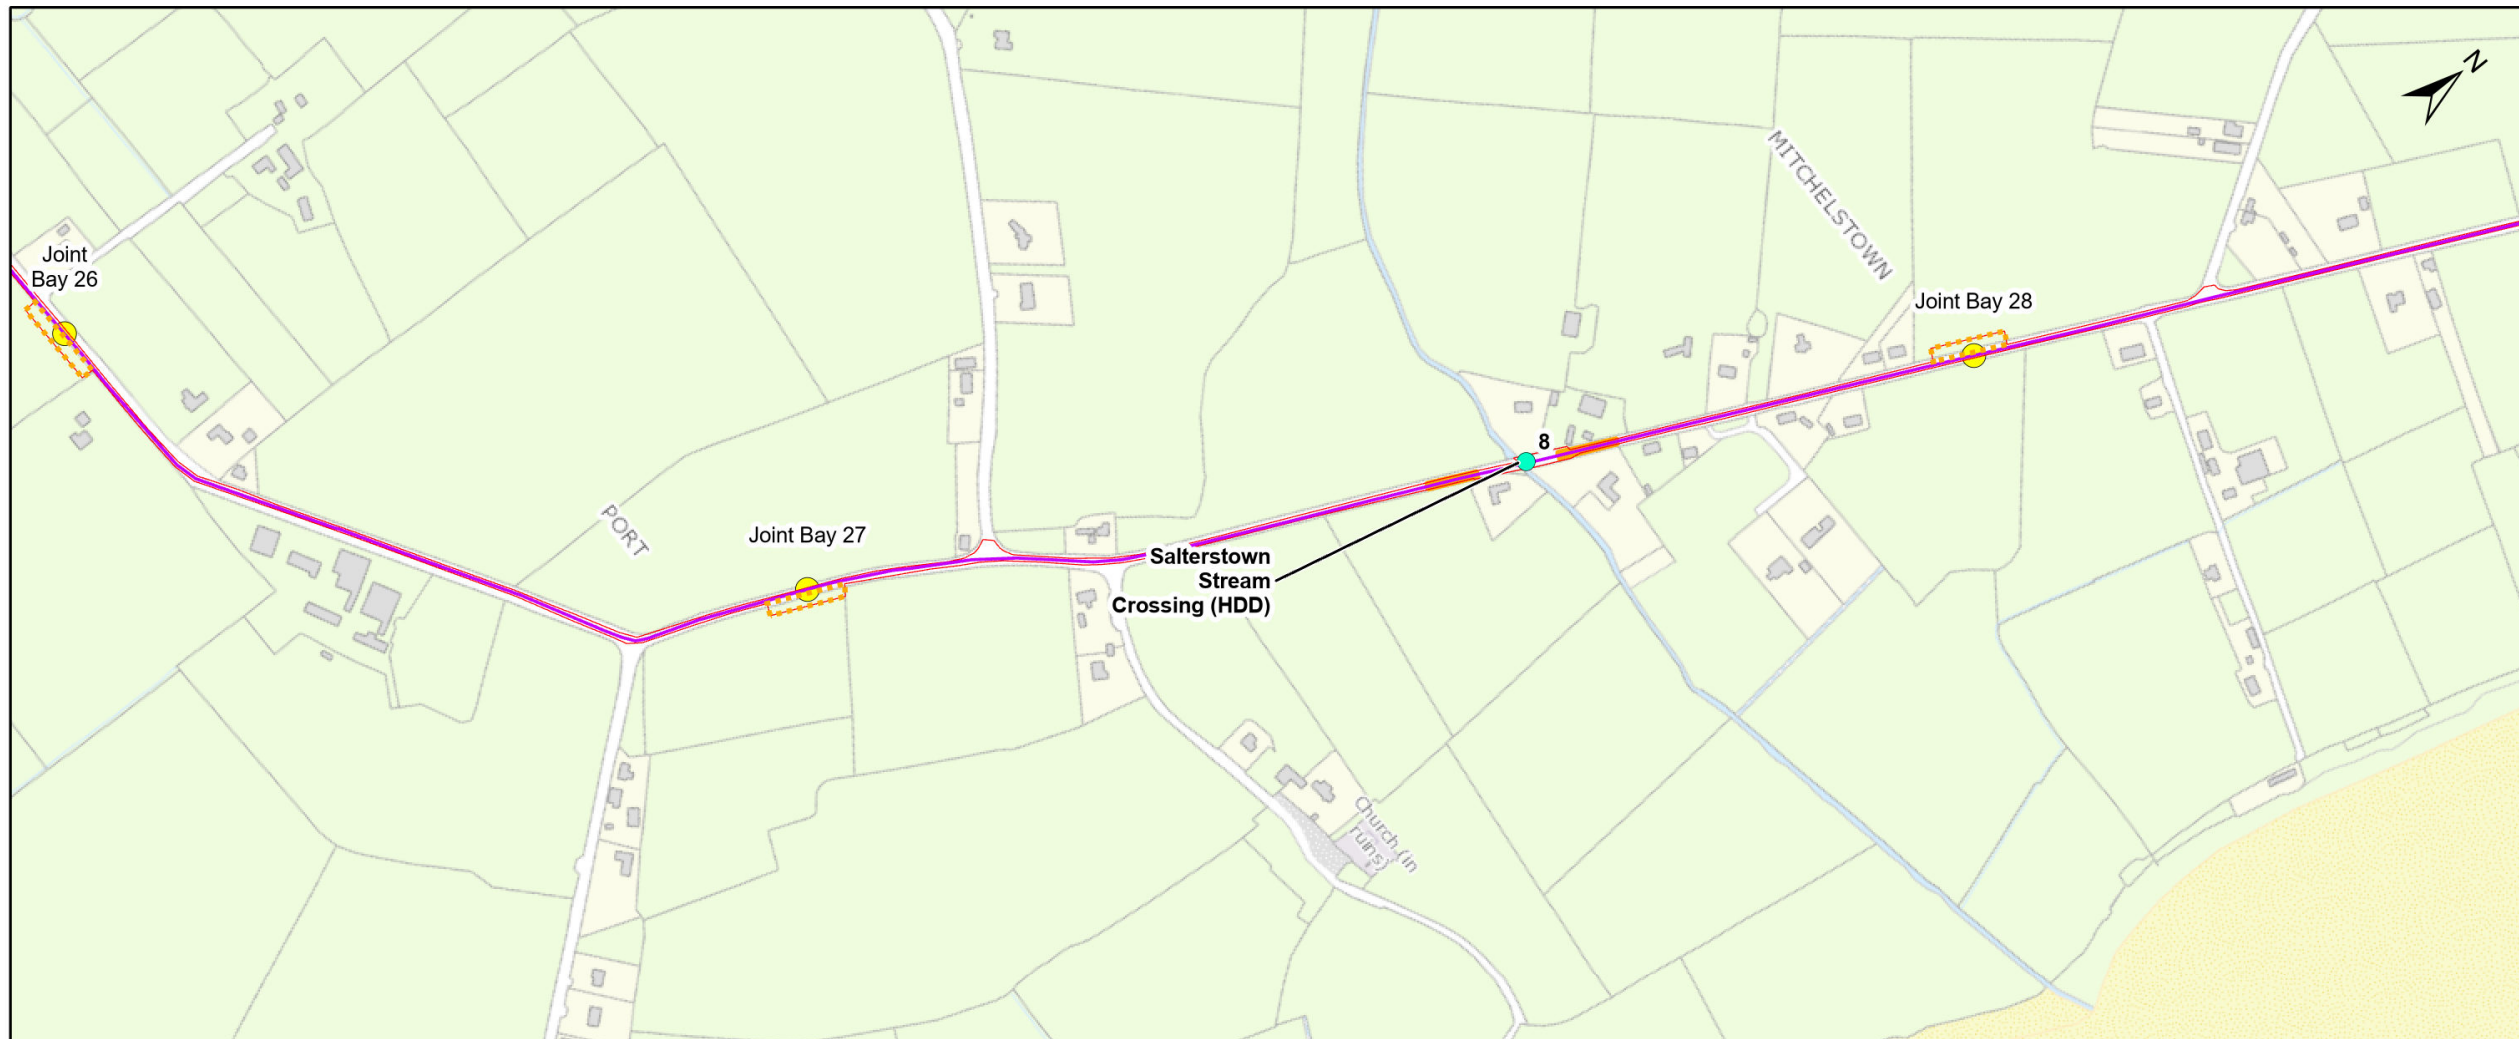 N
MITCHELSTOWN
Joint
Bay 26
Joint Bay 28
8
PORT
Joint Bay 27
Salterstown
Stream
Crossing (HDD)
Church (in
ruins)